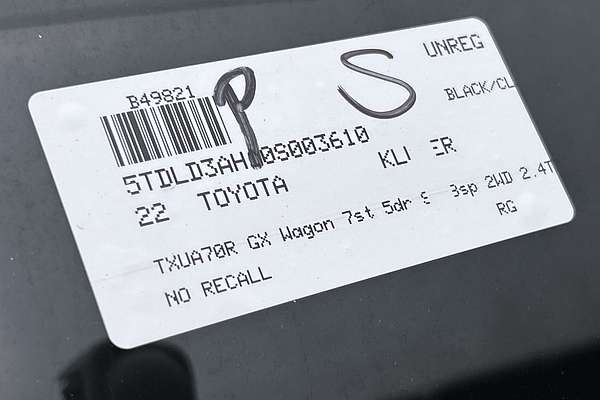 B49821 P S UNREG
BLACK/CL
5TDLD3AH 0S003610
22 TOYOTA KL ER
TXUA70R GX Wagon 7st 5dr S 3sp 2WD 2.4T
NO RECALL RG